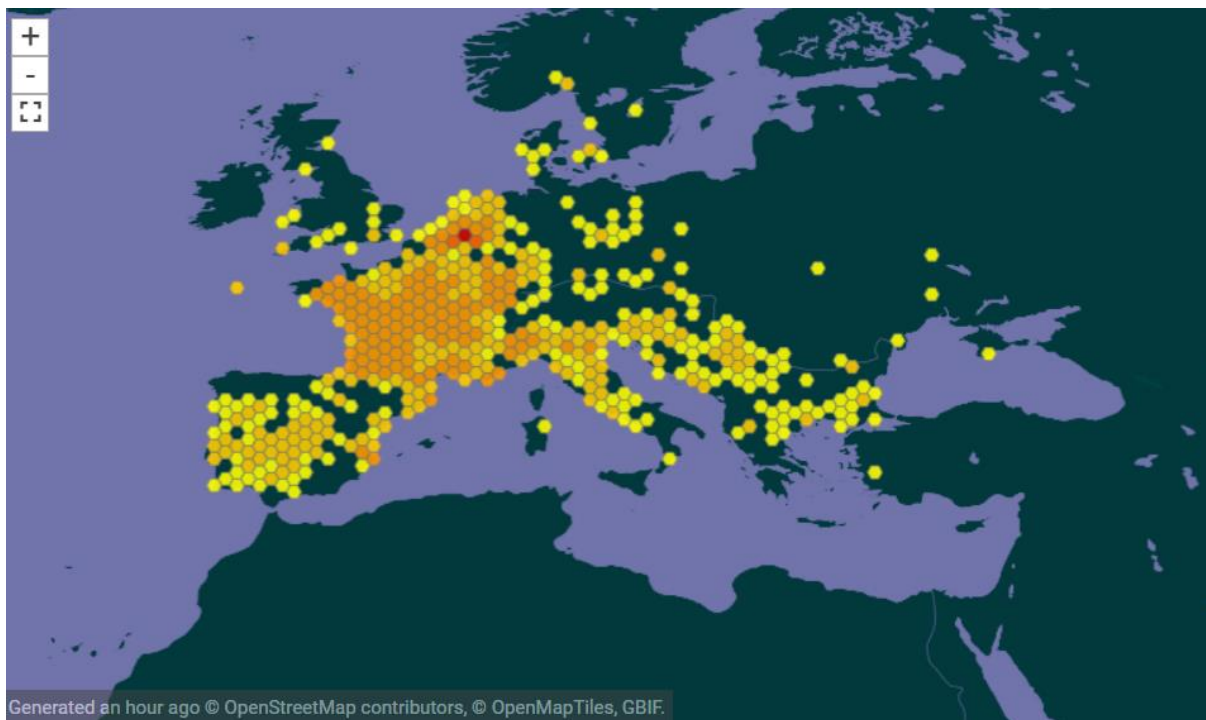 +
-
Generated an hour ago © OpenStreetMap contributors, © OpenMapTiles, GBIF.